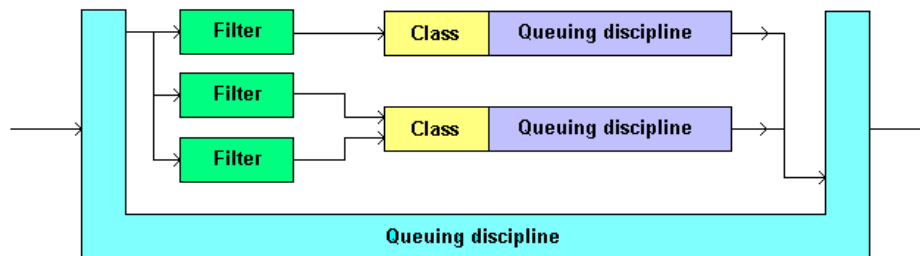 Filter
Class
Queuing discipline
Filter
Class
Queuing discipline
Filter
Queuing discipline